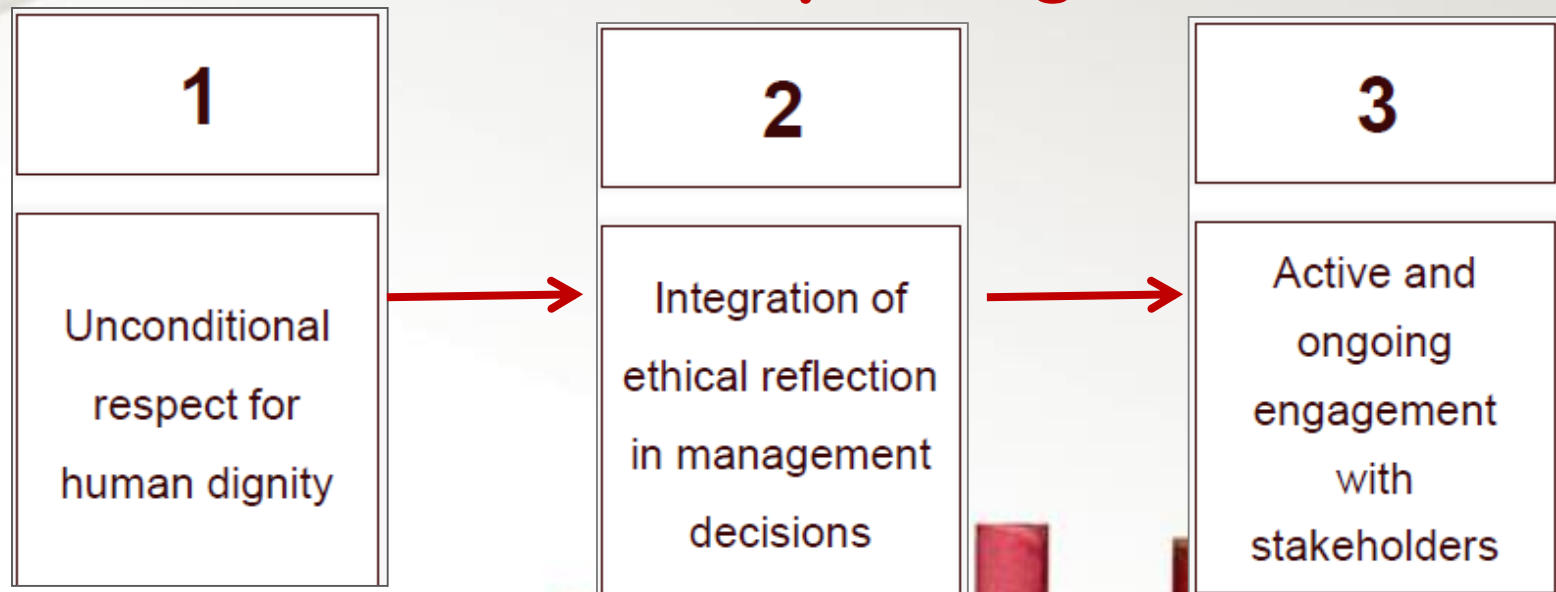 1
Unconditional
respect for
human dignity
2
Integration of
ethical reflection
in management
decisions
3
Active and
ongoing
engagement
with
stakeholders